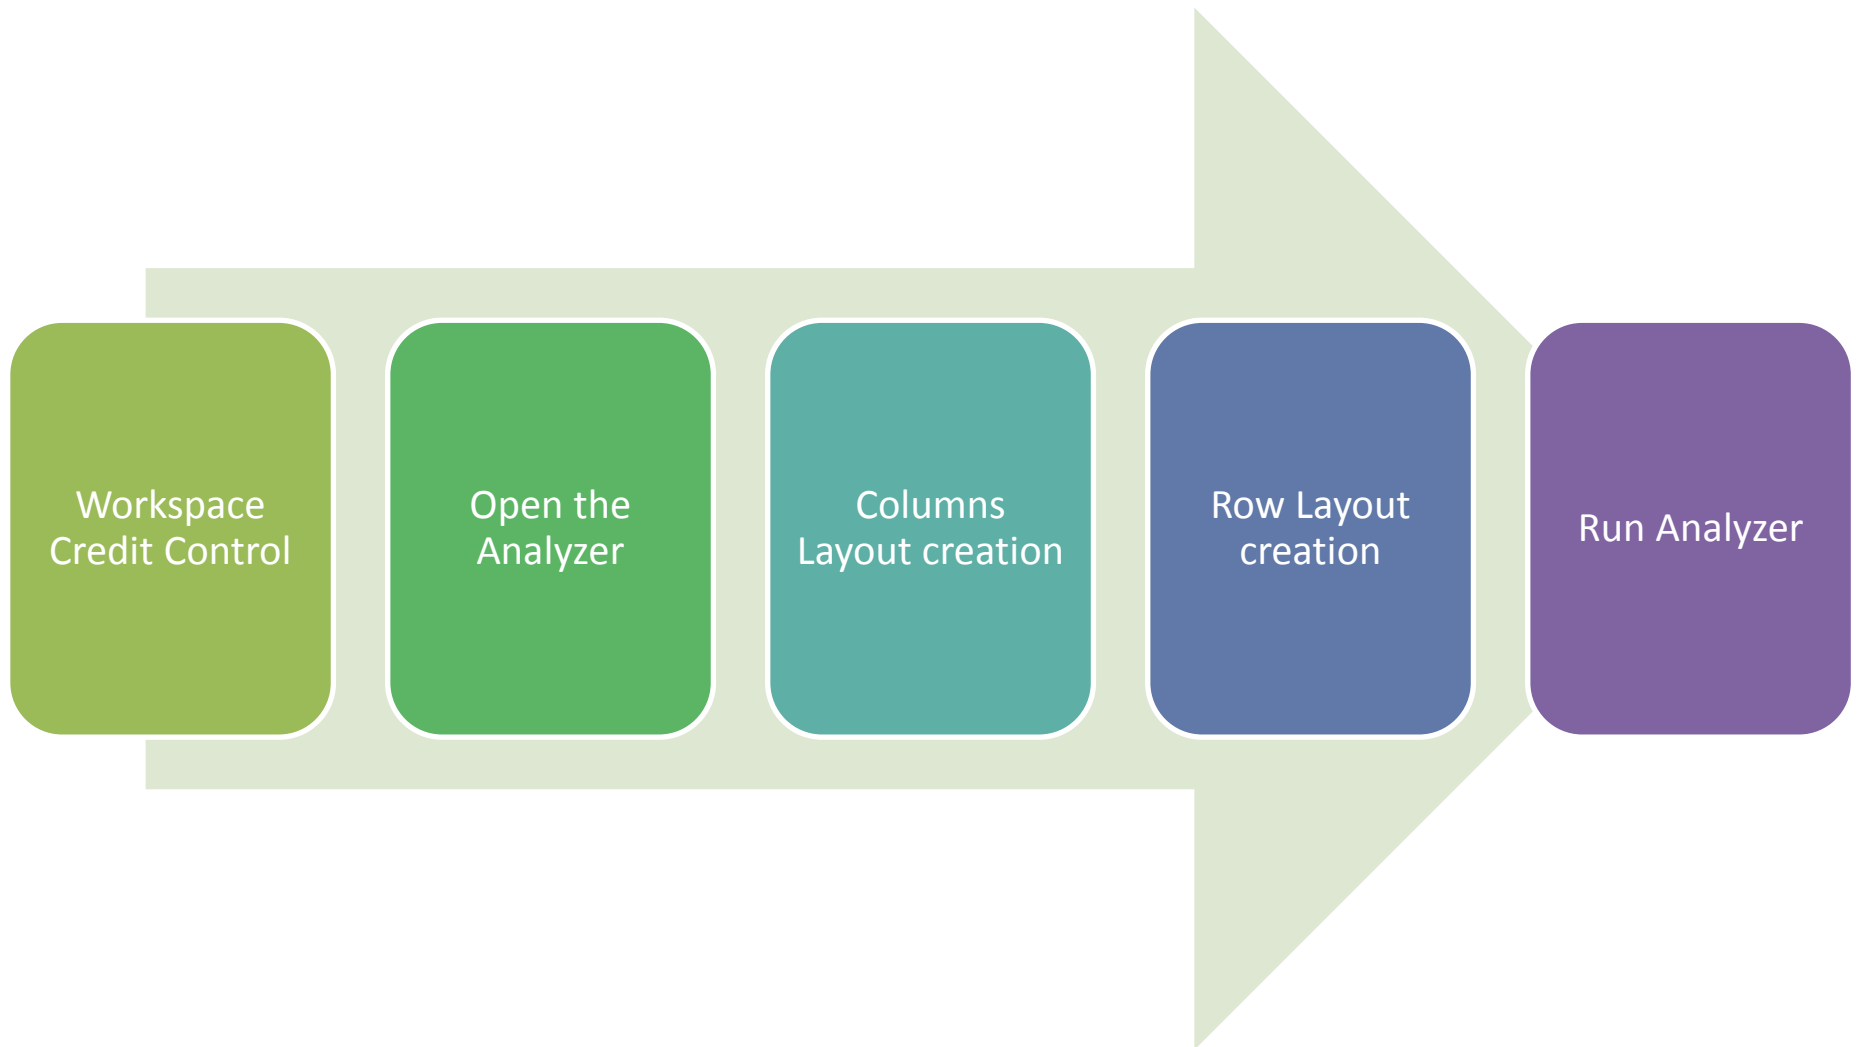 Workspace
Credit Control
Open the
Analyzer
Columns
Layout creation
Row Layout
creation
Run Analyzer